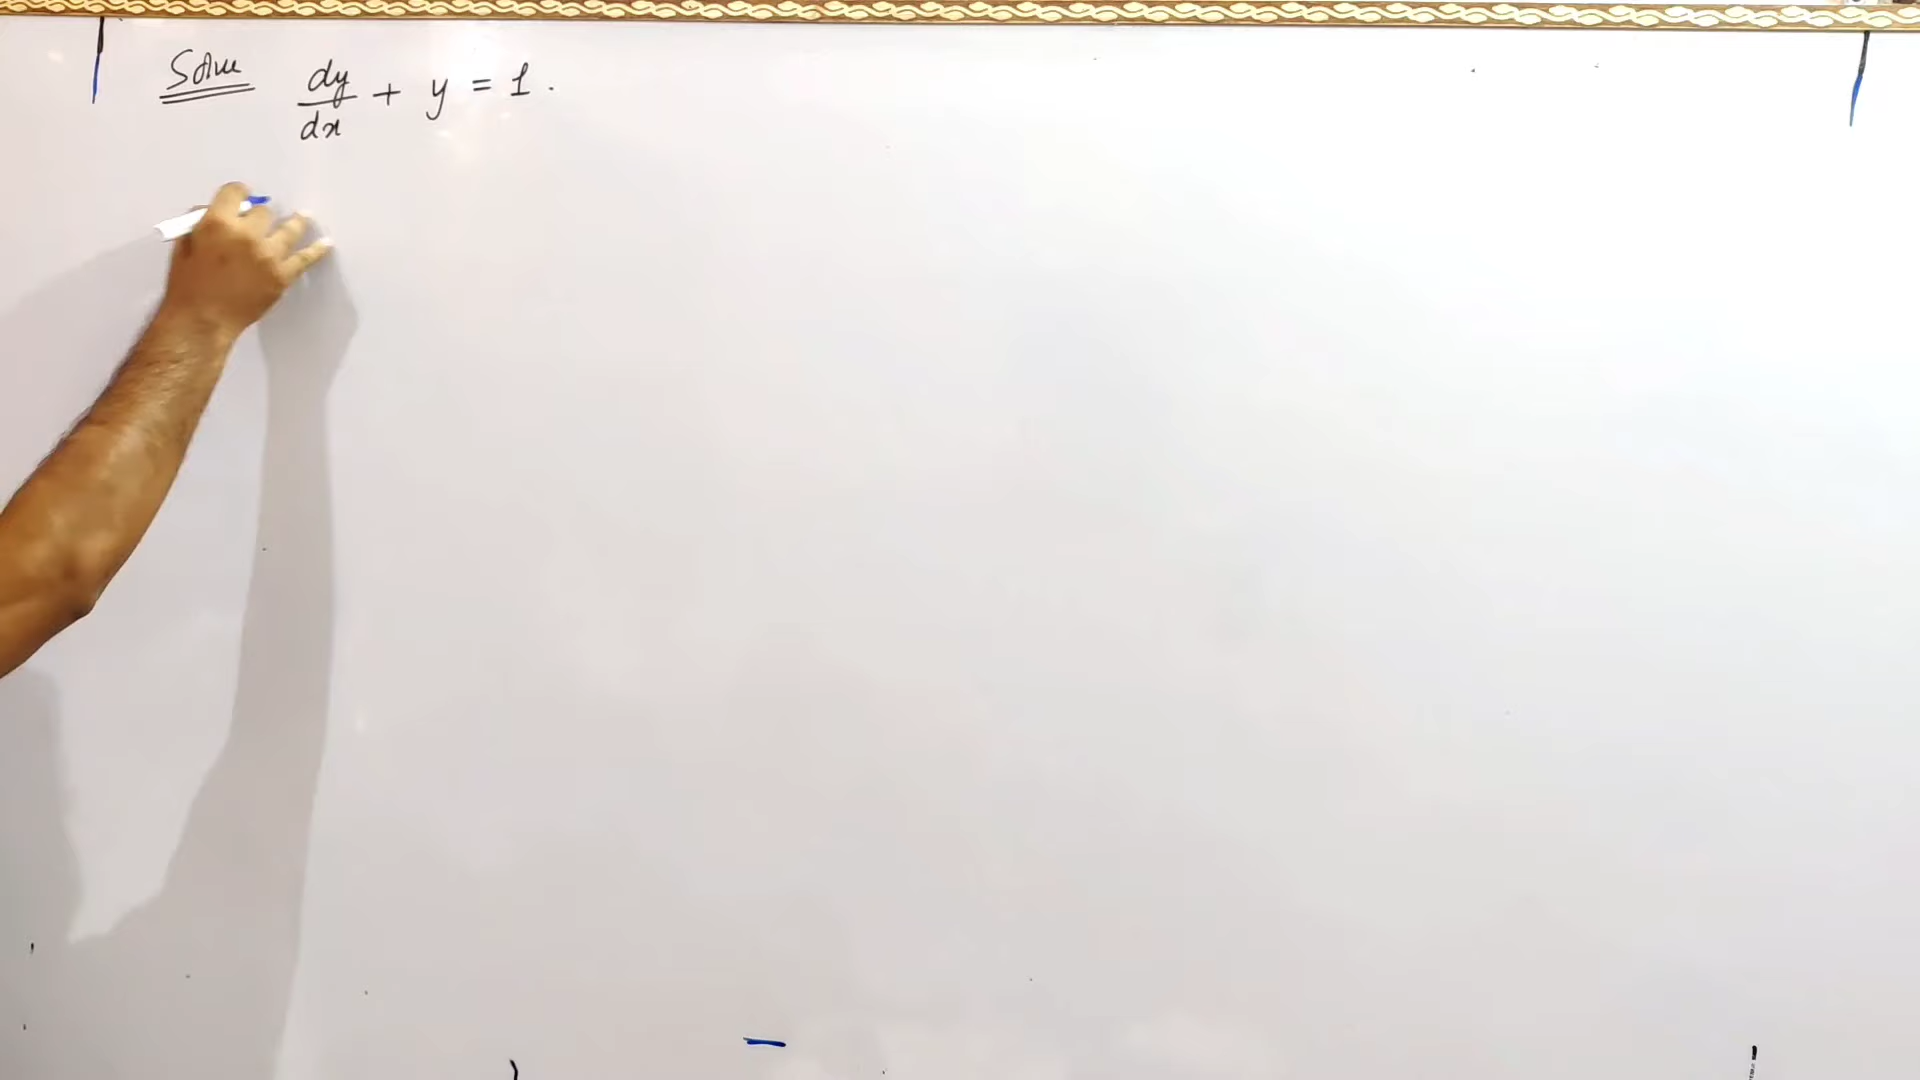 Solve dy/dx + y = 1.